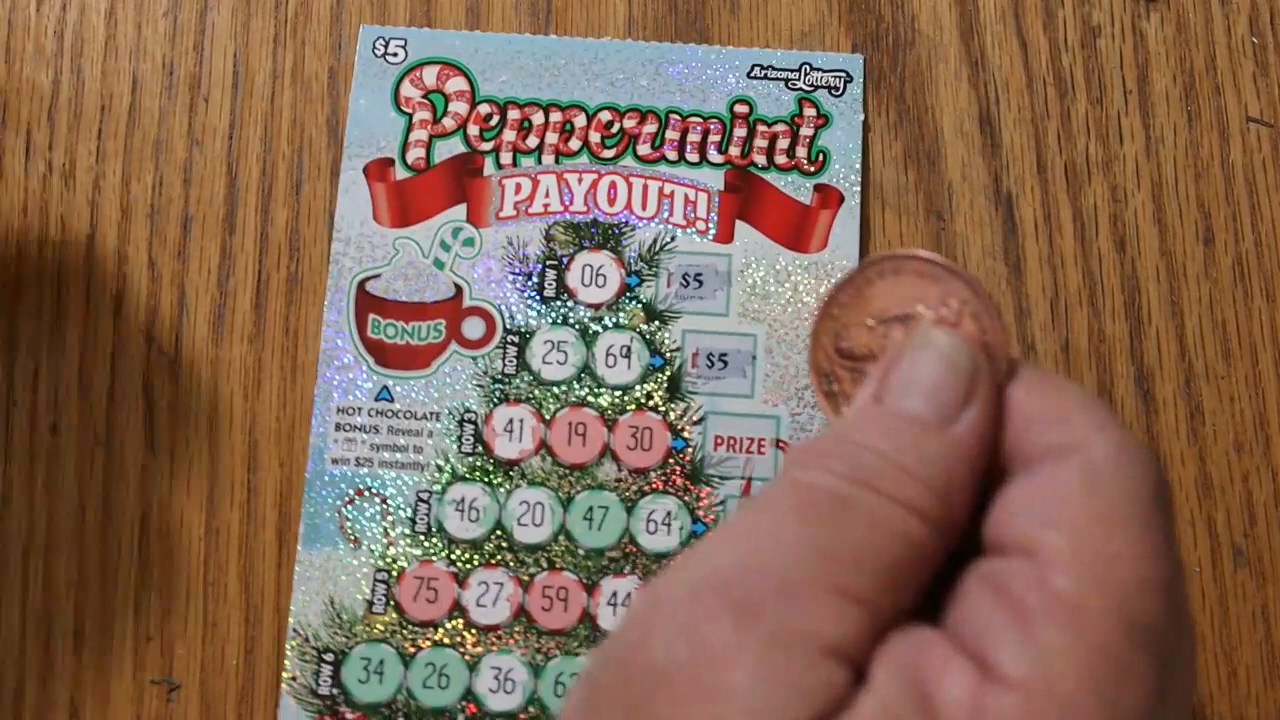 $5
Arizona Lottery
Peppermint
PAYOUT!
ROW 1 06 $5
BONUS
ROW 2 25 69 $5
HOT CHOCOLATE
BONUS: Reveal a
" " symbol to
win $25 instantly!
ROW 3 41 19 30 PRIZE
ROW 4 46 20 47 64
ROW 5 75 27 59 44
ROW 6 34 26 36